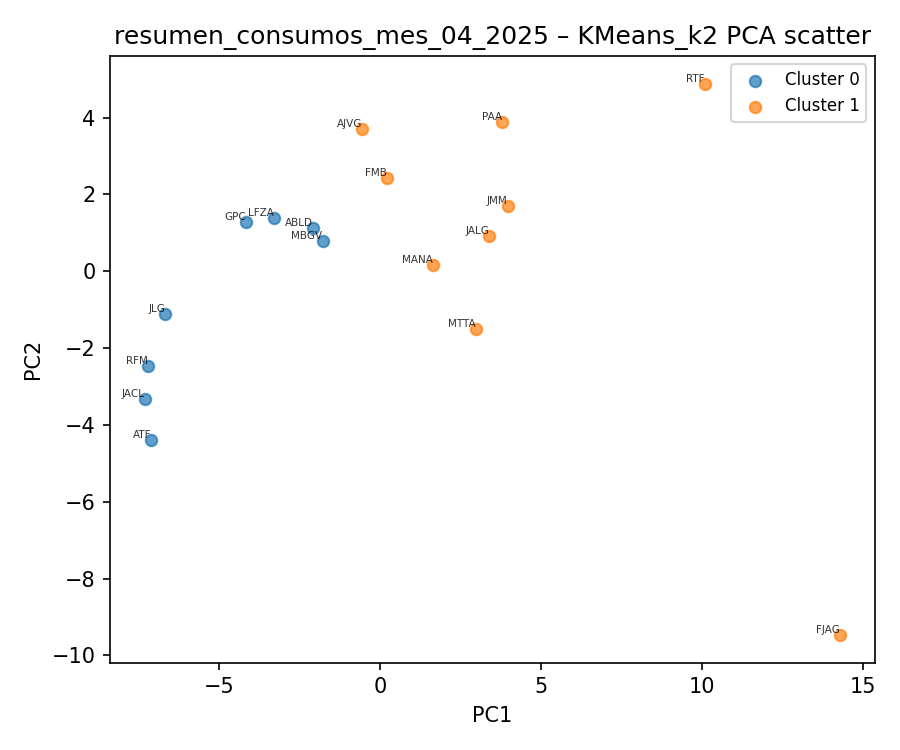 resumen_consumos_mes_04_2025 – KMeans_k2 PCA scatter
Cluster 0
Cluster 1
RTF
PAA
AJVG
FMB
JMM
LFZA
GPC
ABLD
MBGV
JALG
MANA
JLG
MTTA
RFM
JACL
ATF
FJAG
4
2
0
−2
−4
−6
−8
−10
PC2
−5
0
5
10
15
PC1